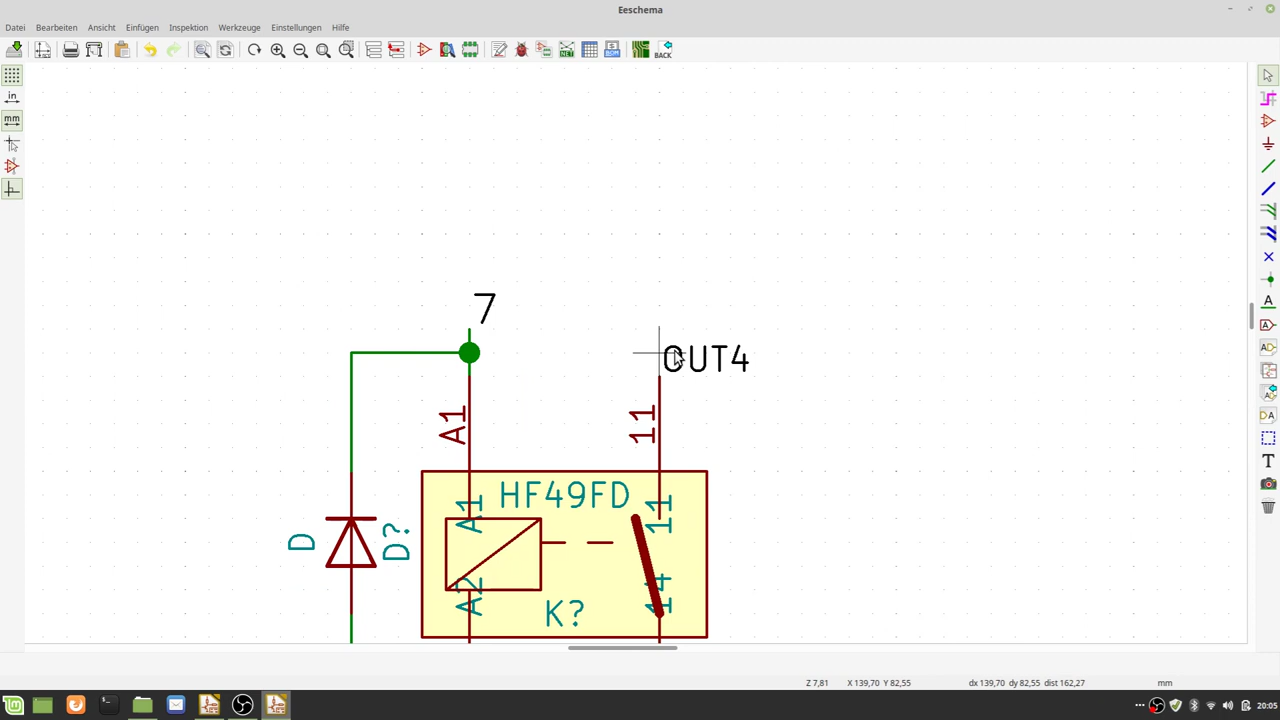 Eeschema
Datei Bearbeiten Ansicht Einfügen Inspektion Werkzeuge Einstellungen Hilfe
BACK
in
mm
7
OUT4
A1
11
HF49FD
A1
11
D
D?
A2
14
K?
Z 7,81 X 139,70 Y 82,55 dx 139,70 dy 82,55 dist 162,27 mm
20:05